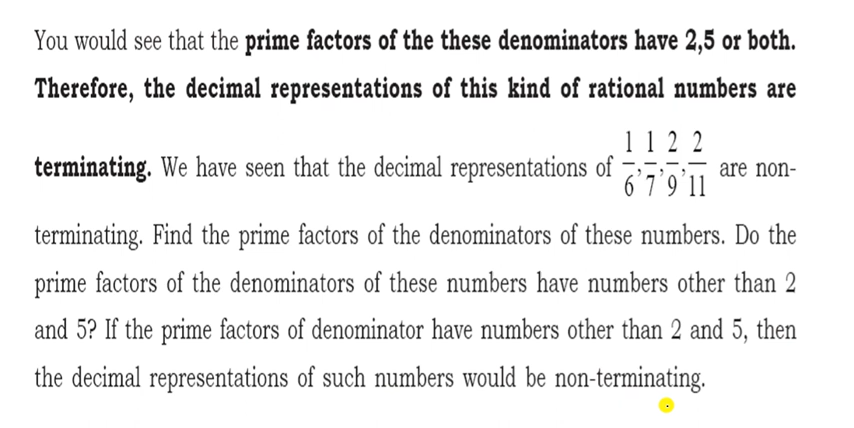 You would see that the prime factors of the these denominators have 2,5 or both.
Therefore, the decimal representations of this kind of rational numbers are
terminating. We have seen that the decimal representations of 1/6, 1/7, 2/9, 2/11 are non-
terminating. Find the prime factors of the denominators of these numbers. Do the
prime factors of the denominators of these numbers have numbers other than 2
and 5? If the prime factors of denominator have numbers other than 2 and 5, then
the decimal representations of such numbers would be non-terminating.